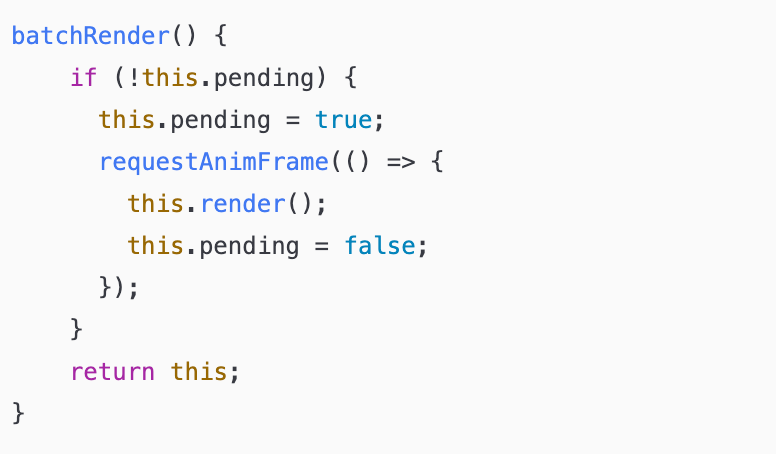 batchRender() {
    if (!this.pending) {
      this.pending = true;
      requestAnimFrame(() => {
        this.render();
        this.pending = false;
      });
    }
    return this;
}